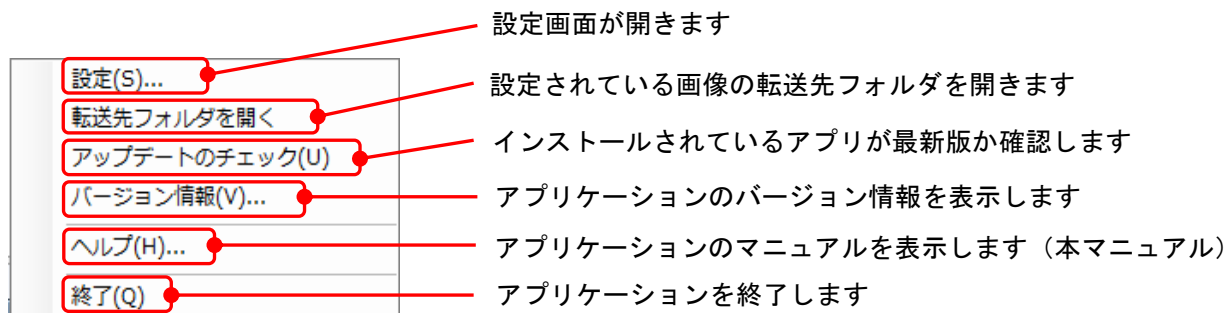 設定画面が開きます
設定(S)...
設定されている画像の転送先フォルダを開きます
転送先フォルダを開く
インストールされているアプリが最新版か確認します
アップデートのチェック(U)
アプリケーションのバージョン情報を表示します
バージョン情報(V)...
アプリケーションのマニュアルを表示します（本マニュアル）
ヘルプ(H)...
アプリケーションを終了します
終了(Q)